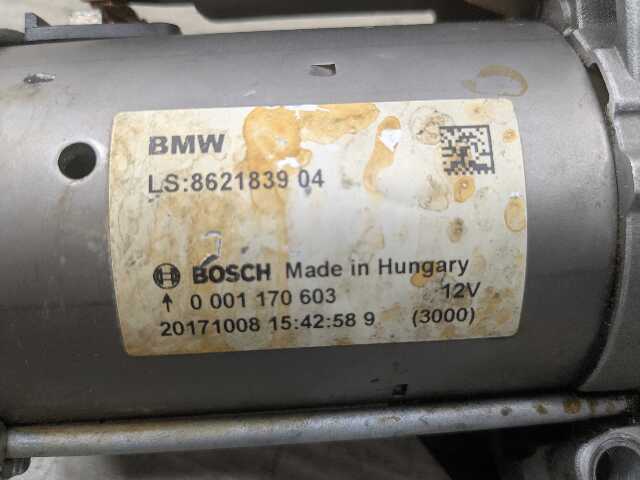 BMW
LS:8621839 04
BOSCH Made in Hungary
↑ 0 001 170 603 12V
20171008 15:42:58 9 (3000)